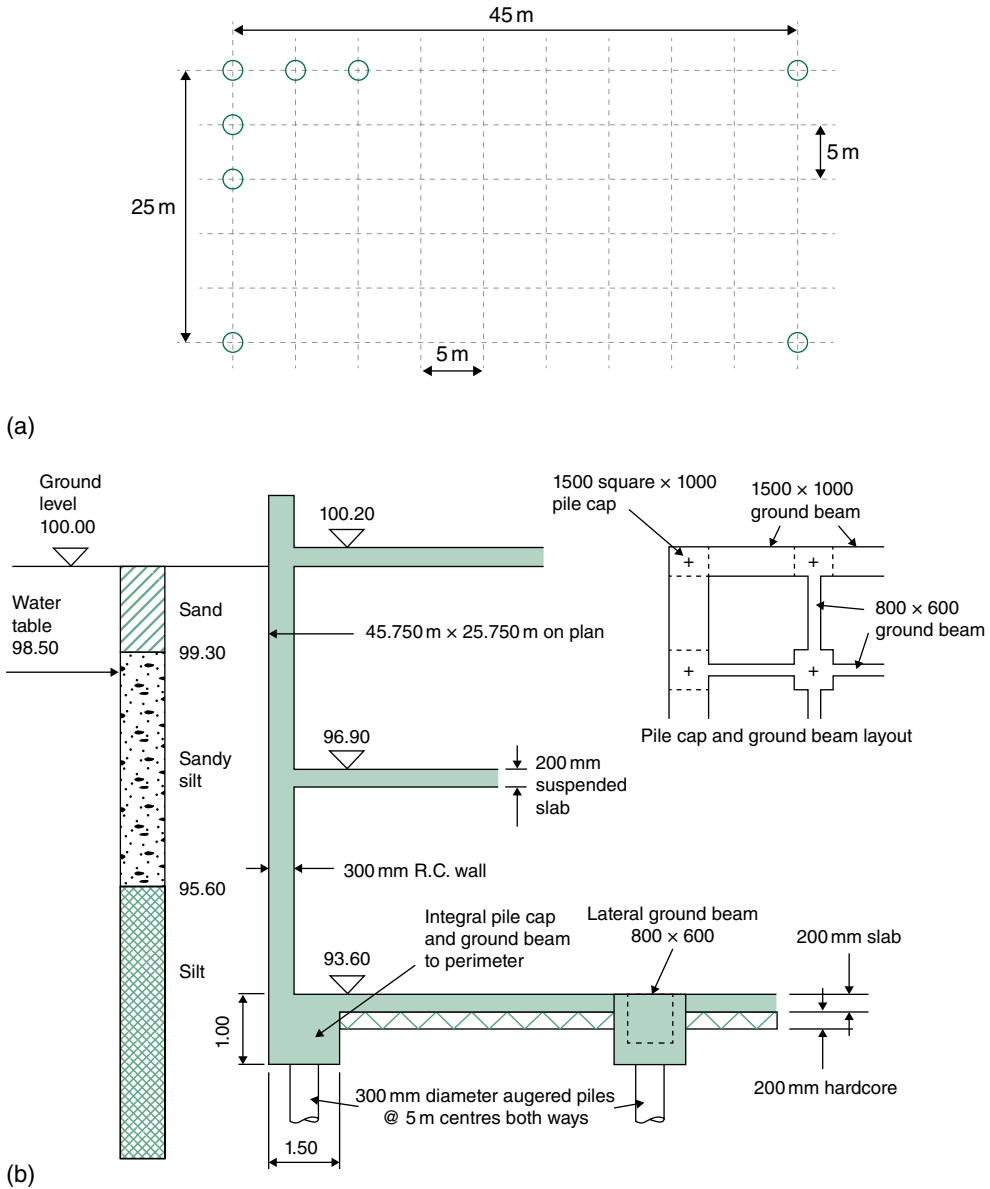 45 m
25 m
5 m
5 m
(a)
Ground
level
100.00
Water
table
98.50
Sand
99.30
Sandy
silt
95.60
Silt
100.20
45.750 m × 25.750 m on plan
96.90
200 mm
suspended
slab
300 mm R.C. wall
Integral pile cap
and ground beam
to perimeter
93.60
1.00
1.50
300 mm diameter augered piles
@ 5 m centres both ways
Lateral ground beam
800 × 600
200 mm slab
200 mm hardcore
1500 square × 1000
pile cap
1500 × 1000
ground beam
800 × 600
ground beam
Pile cap and ground beam layout
(b)